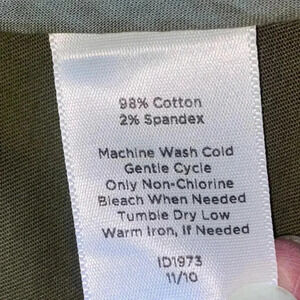 98% Cotton
2% Spandex
Machine Wash Cold
Gentle Cycle
Only Non-Chlorine
Bleach When Needed
Tumble Dry Low
Warm Iron, If Needed
ID1973
11/10